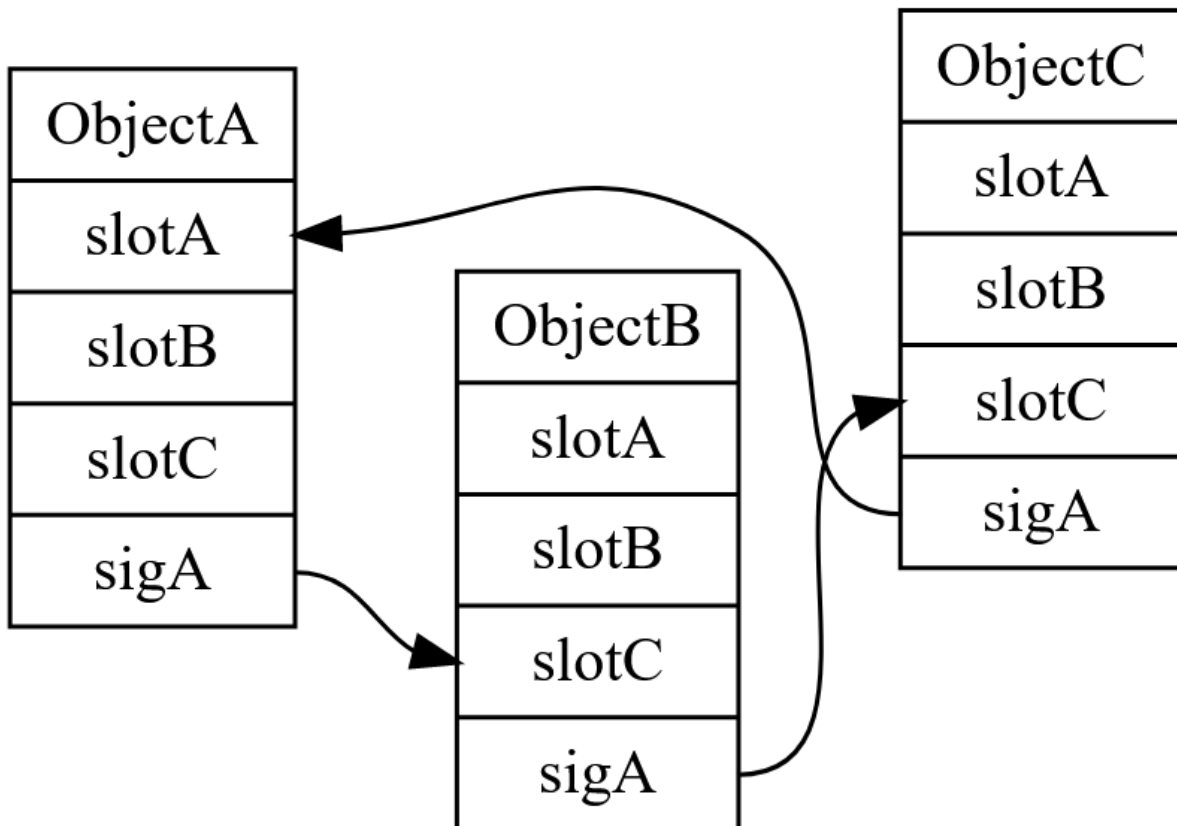 ObjectA
slotA
slotB
slotC
sigA
ObjectB
slotA
slotB
slotC
sigA
ObjectC
slotA
slotB
slotC
sigA